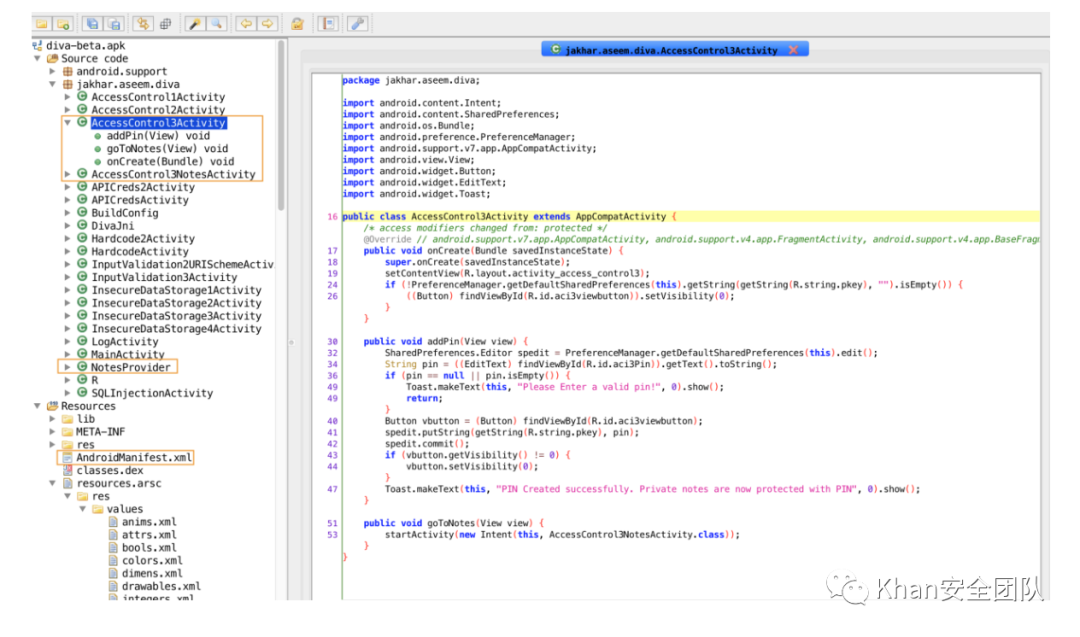 diva-beta.apk
Source code
android.support
jakhar.aseem.diva
AccessControl1Activity
AccessControl2Activity
AccessControl3Activity
addPin(View) void
goToNotes(View) void
onCreate(Bundle) void
AccessControl3NotesActivity
APICreds2Activity
APICredsActivity
BuildConfig
DivaJni
Hardcode2Activity
HardcodeActivity
InputValidation2URISchemeActiv
InputValidation3Activity
InsecureDataStorage1Activity
InsecureDataStorage2Activity
InsecureDataStorage3Activity
InsecureDataStorage4Activity
LogActivity
MainActivity
NotesProvider
R
SQLInjectionActivity
Resources
lib
META-INF
res
AndroidManifest.xml
classes.dex
resources.arsc
res
values
anims.xml
attrs.xml
bools.xml
colors.xml
dimens.xml
drawables.xml
integers.xml
jakhar.aseem.diva.AccessControl3Activity
package jakhar.aseem.diva;
import android.content.Intent;
import android.content.SharedPreferences;
import android.os.Bundle;
import android.preference.PreferenceManager;
import android.support.v7.app.AppCompatActivity;
import android.view.View;
import android.widget.Button;
import android.widget.EditText;
import android.widget.Toast;
16 public class AccessControl3Activity extends AppCompatActivity {
/* access modifiers changed from: protected */
@Override // android.support.v7.app.AppCompatActivity, android.support.v4.app.FragmentActivity, android.support.v4.app.BaseFragm
17 public void onCreate(Bundle savedInstanceState) {
18 super.onCreate(savedInstanceState);
19 setContentView(R.layout.activity_access_control3);
24 if (!PreferenceManager.getDefaultSharedPreferences(this).getString(getString(R.string.pkey), "").isEmpty()) {
26 ((Button) findViewById(R.id.aci3viewbutton)).setVisibility(0);
}
}
30 public void addPin(View view) {
32 SharedPreferences.Editor spedit = PreferenceManager.getDefaultSharedPreferences(this).edit();
34 String pin = ((EditText) findViewById(R.id.aci3Pin)).getText().toString();
36 if (pin == null || pin.isEmpty()) {
49 Toast.makeText(this, "Please Enter a valid pin!", 0).show();
49 return;
}
40 Button vbutton = (Button) findViewById(R.id.aci3viewbutton);
41 spedit.putString(getString(R.string.pkey), pin);
42 spedit.commit();
43 if (vbutton.getVisibility() != 0) {
44 vbutton.setVisibility(0);
}
47 Toast.makeText(this, "PIN Created successfully. Private notes are now protected with PIN", 0).show();
}
51 public void goToNotes(View view) {
53 startActivity(new Intent(this, AccessControl3NotesActivity.class));
}
}
Khan安全团队